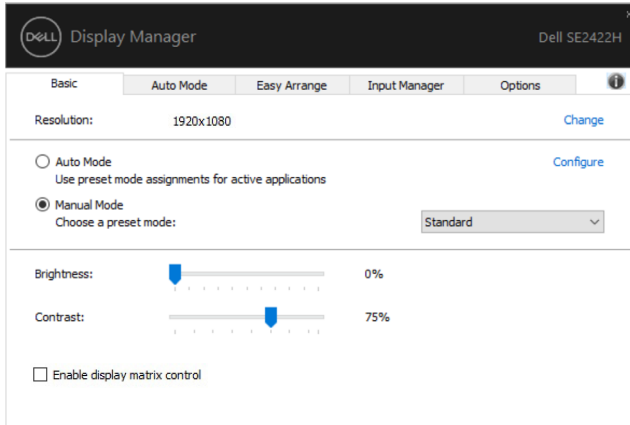 DELL Display Manager
Dell SE2422H
Basic
Auto Mode
Easy Arrange
Input Manager
Options
Resolution: 1920x1080 Change
Auto Mode Configure
Use preset mode assignments for active applications
Manual Mode
Choose a preset mode: Standard
Brightness: 0%
Contrast: 75%
Enable display matrix control